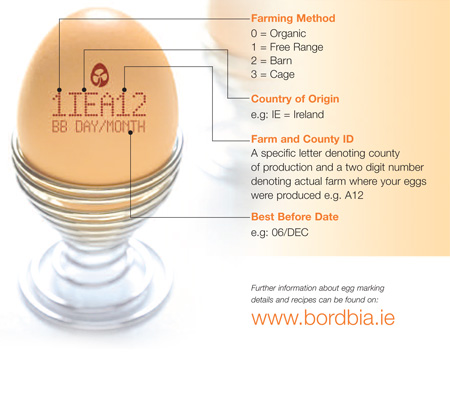 1IEA12
BB DAY/MONTH
Farming Method
0 = Organic
1 = Free Range
2 = Barn
3 = Cage
Country of Origin
e.g: IE = Ireland
Farm and County ID
A specific letter denoting county
of production and a two digit number
denoting actual farm where your eggs
were produced e.g. A12
Best Before Date
e.g: 06/DEC
Further information about egg marking
details and recipes can be found on:
www.bordbia.ie